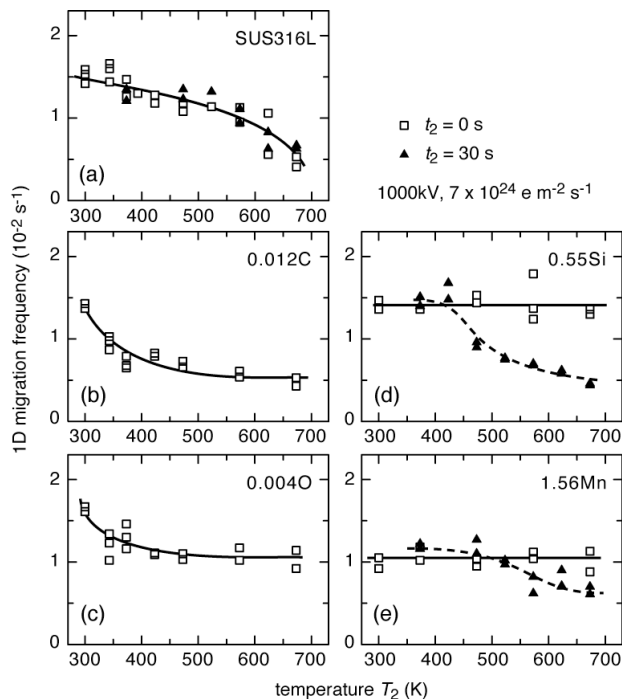 SUS316L
2
1
0
(a)
300 400 500 600 700
□ t₂ = 0 s
▲ t₂ = 30 s
1000kV, 7 x 10²⁴ e m⁻² s⁻¹
1D migration frequency (10⁻² s⁻¹)
0.012C
2
1
0
(b)
300 400 500 600 700
0.55Si
2
1
0
(d)
300 400 500 600 700
0.004O
2
1
0
(c)
300 400 500 600 700
1.56Mn
2
1
0
(e)
300 400 500 600 700
temperature T₂ (K)